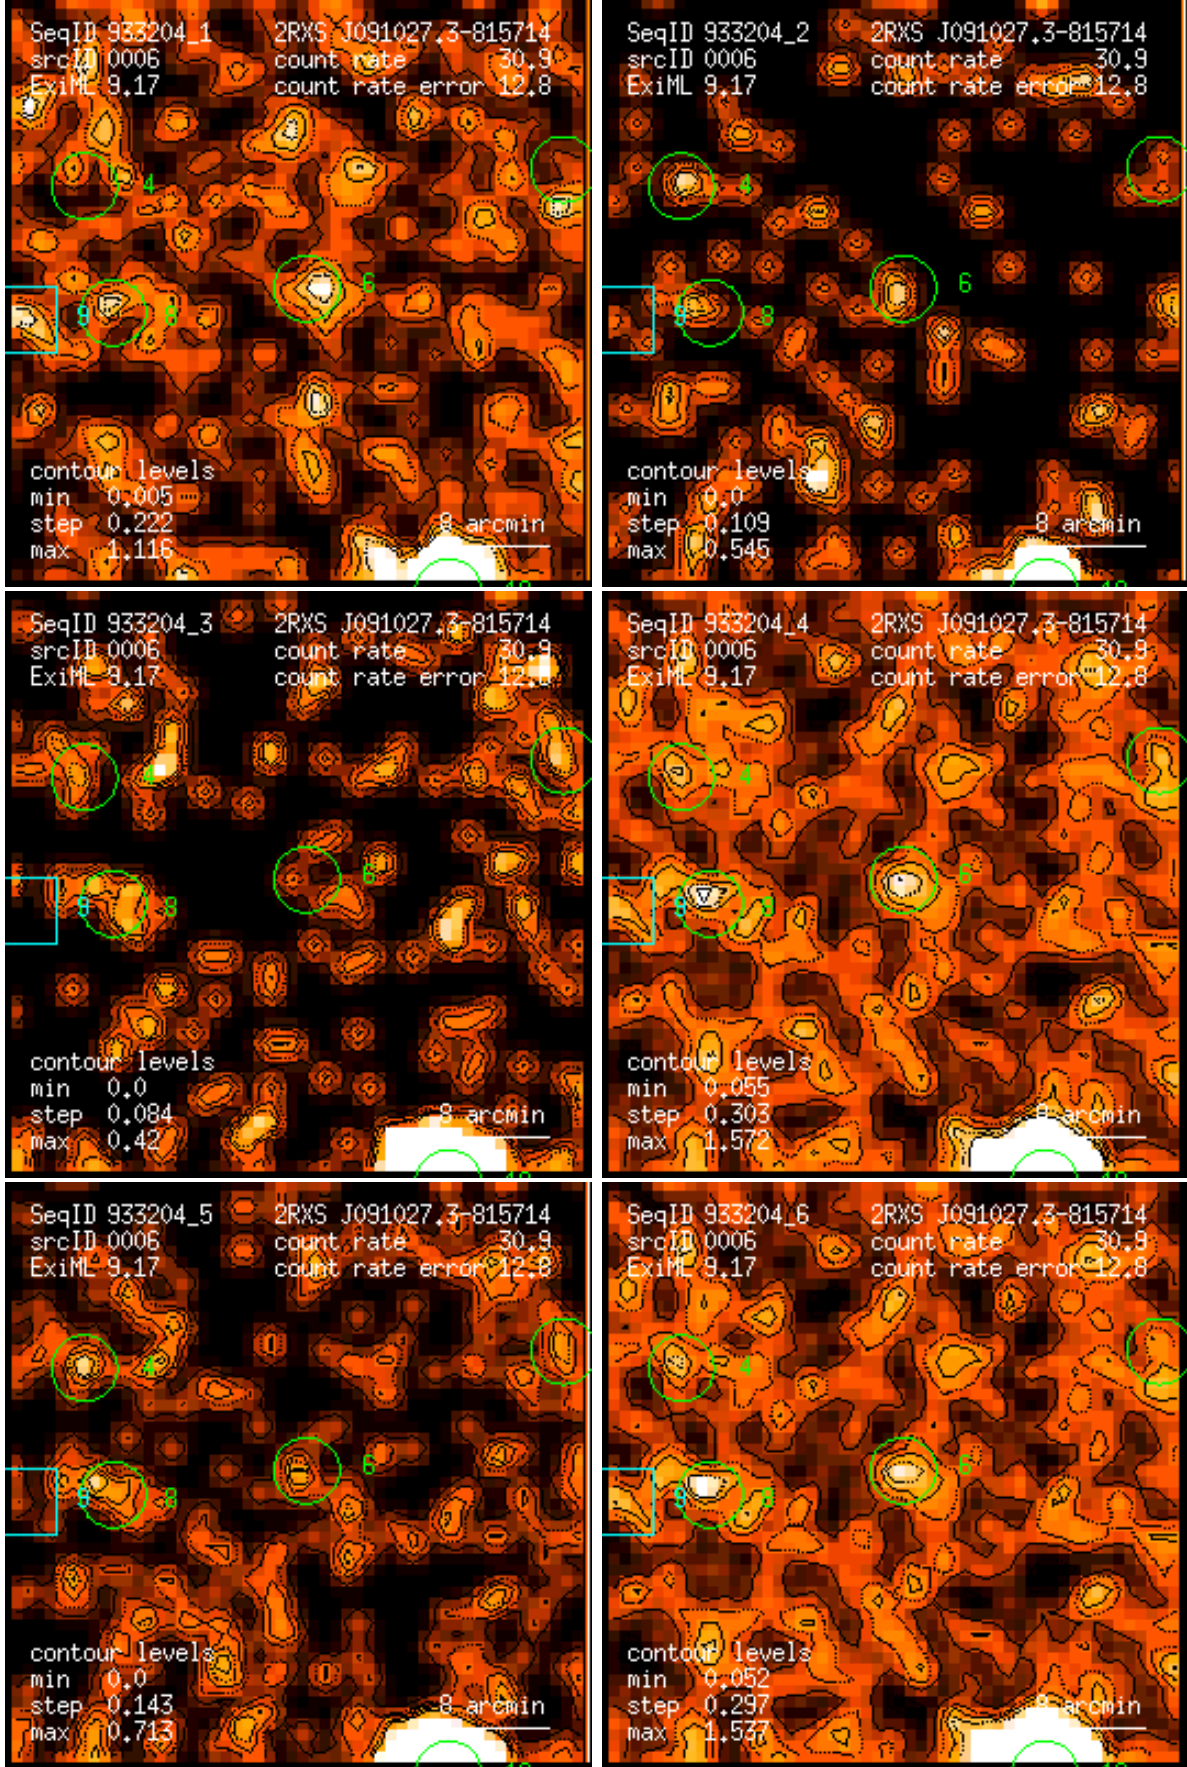 SeqID 933204_1 2RXS J091027.3-815714
srcID 0006 count rate 30.9
ExiML 9.17 count rate error 12.8
4
6
9 8
contour levels
min 0.005
step 0.222 8 arcmin
max 1.116
SeqID 933204_2 2RXS J091027.3-815714
srcID 0006 count rate 30.9
ExiML 9.17 count rate error 12.8
4
6
9 8
contour levels
min 0.0
step 0.109 8 arcmin
max 0.545
SeqID 933204_3 2RXS J091027.3-815714
srcID 0006 count rate 30.9
ExiML 9.17 count rate error 12.8
4
6
9 8
contour levels
min 0.0
step 0.084 8 arcmin
max 0.42
SeqID 933204_4 2RXS J091027.3-815714
srcID 0006 count rate 30.9
ExiML 9.17 count rate error 12.8
4
6
9 8
contour levels
min 0.055
step 0.303 8 arcmin
max 1.572
SeqID 933204_5 2RXS J091027.3-815714
srcID 0006 count rate 30.9
ExiML 9.17 count rate error 12.8
4
6
9 8
contour levels
min 0.0
step 0.143 8 arcmin
max 0.713
SeqID 933204_6 2RXS J091027.3-815714
srcID 0006 count rate 30.9
ExiML 9.17 count rate error 12.8
4
6
9 8
contour levels
min 0.052
step 0.297 8 arcmin
max 1.537